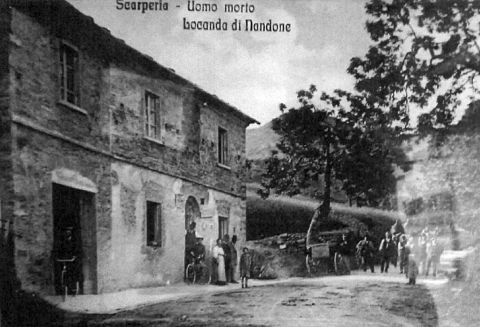 Scarperia - Uomo morto
Locanda di Nandone